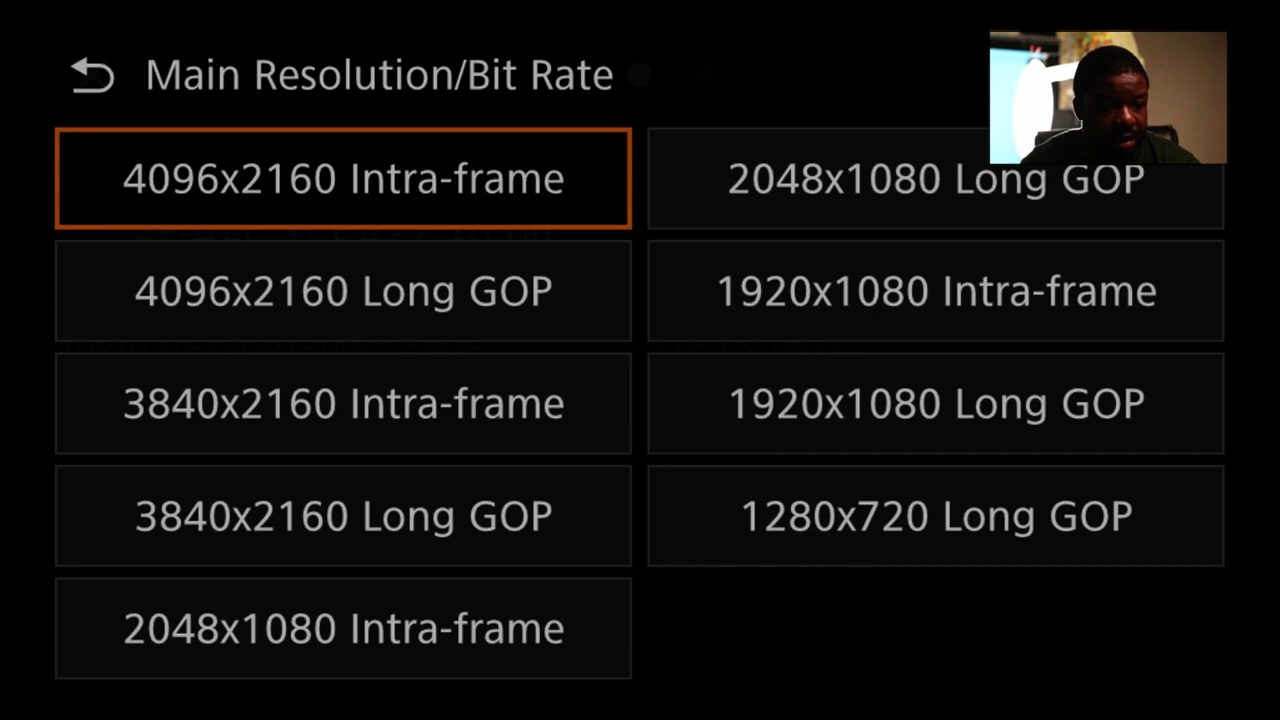 Main Resolution/Bit Rate
4096x2160 Intra-frame
4096x2160 Long GOP
3840x2160 Intra-frame
3840x2160 Long GOP
2048x1080 Intra-frame
2048x1080 Long GOP
1920x1080 Intra-frame
1920x1080 Long GOP
1280x720 Long GOP